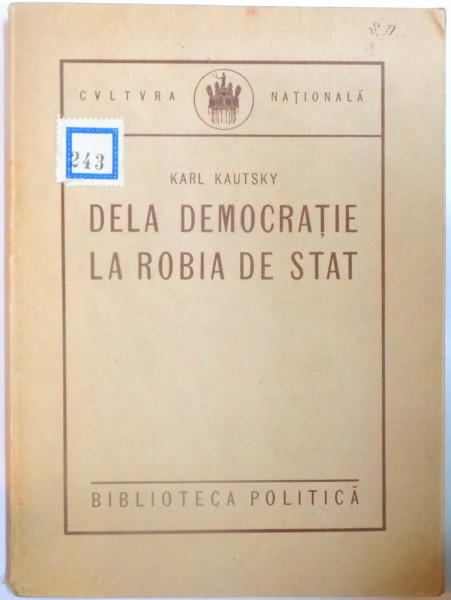 CVLTVRA NAȚIONALĂ
243
KARL KAUTSKY
DELA DEMOCRAȚIE
LA ROBIA DE STAT
BIBLIOTECA POLITICĂ